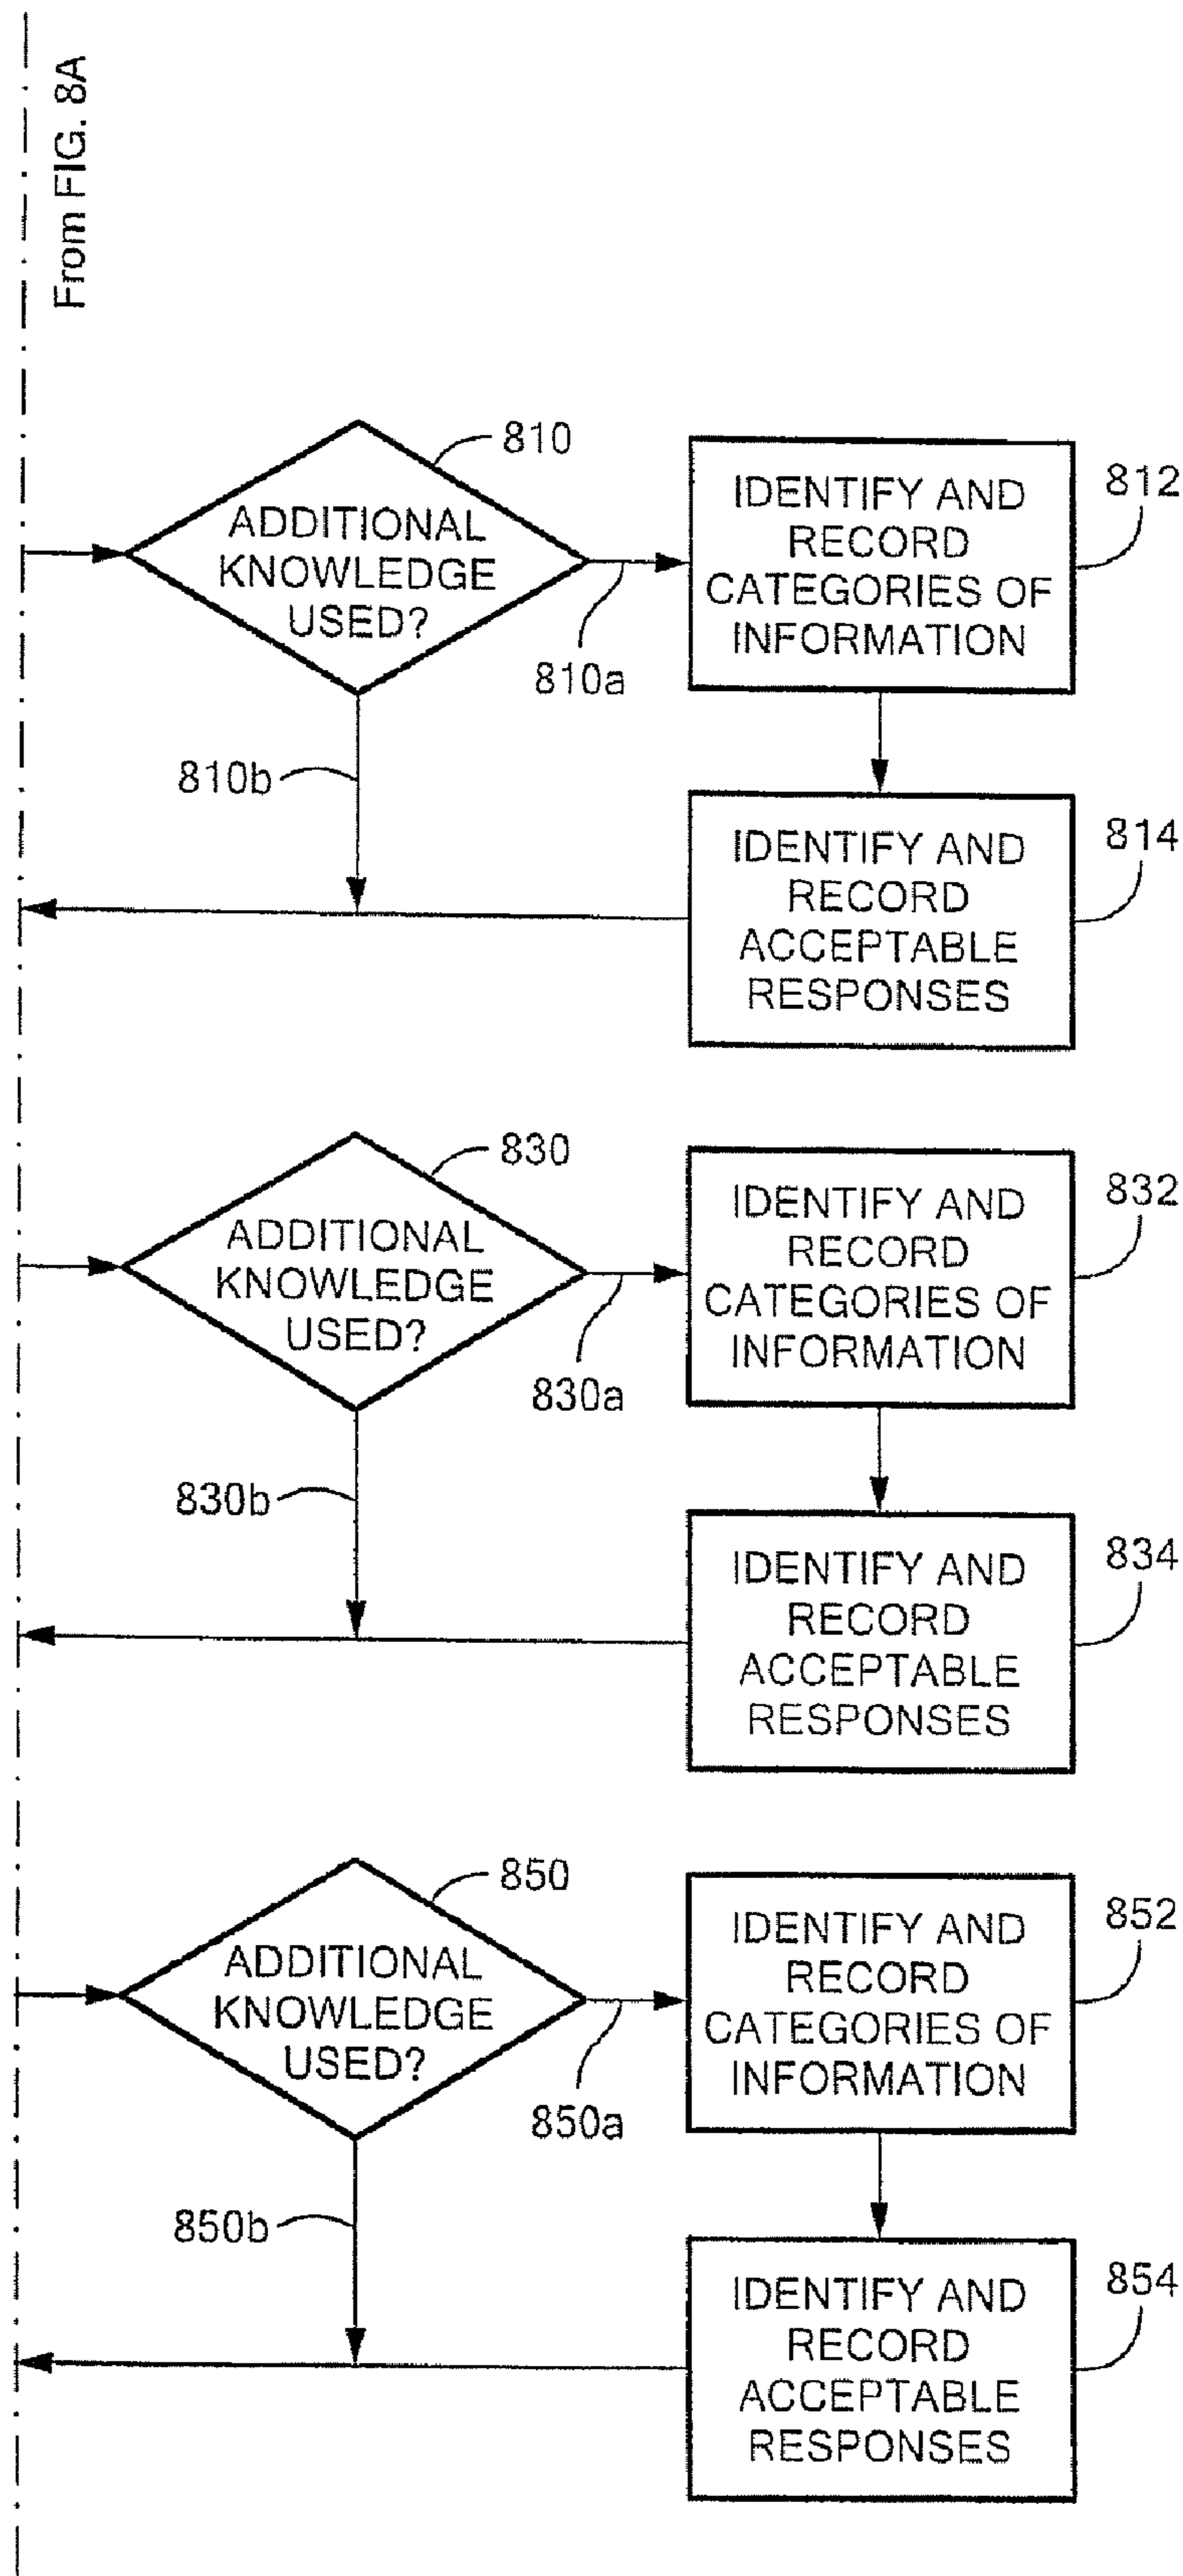 From FIG. 8A
810
ADDITIONAL
KNOWLEDGE
USED?
810a
810b
812
IDENTIFY AND
RECORD
CATEGORIES OF
INFORMATION
814
IDENTIFY AND
RECORD
ACCEPTABLE
RESPONSES
830
ADDITIONAL
KNOWLEDGE
USED?
830a
830b
832
IDENTIFY AND
RECORD
CATEGORIES OF
INFORMATION
834
IDENTIFY AND
RECORD
ACCEPTABLE
RESPONSES
850
ADDITIONAL
KNOWLEDGE
USED?
850a
850b
852
IDENTIFY AND
RECORD
CATEGORIES OF
INFORMATION
854
IDENTIFY AND
RECORD
ACCEPTABLE
RESPONSES